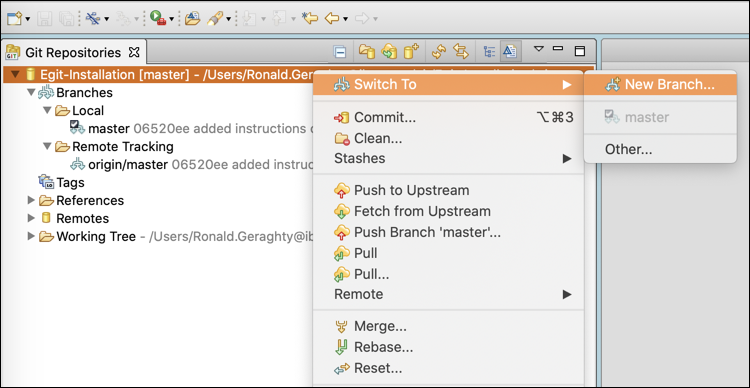 Git Repositories
Egit-Installation [master] - /Users/Ronald.Ger
Switch To
New Branch...
Branches
Local
Commit...
⌥⌘3
master
master 06520ee added instructions
Clean...
Remote Tracking
Stashes
Other...
origin/master 06520ee added
Tags
Push to Upstream
References
Fetch from Upstream
Remotes
Push Branch 'master'...
Working Tree - /Users/Ronald.Geraghty@ib
Pull
Pull...
Remote
Merge...
Rebase...
Reset...